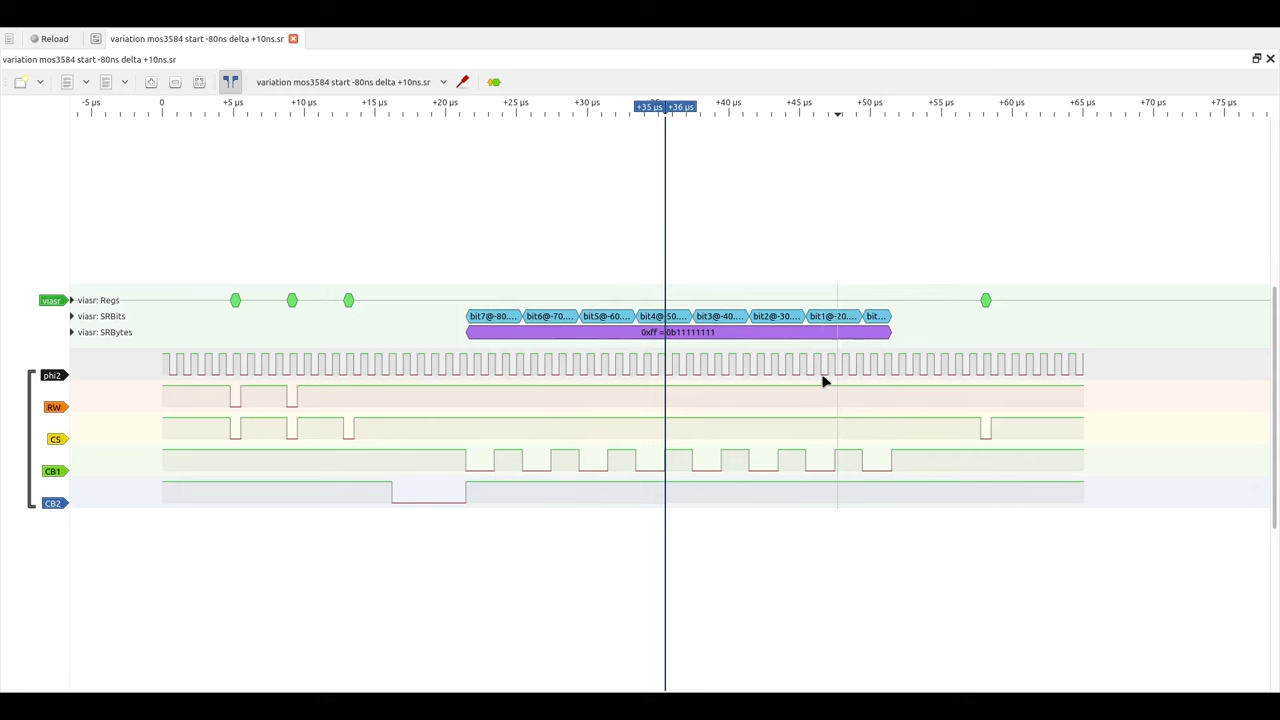 Reload variation mos3584 start -80ns delta +10ns.sr
variation mos3584 start -80ns delta +10ns.sr
variation mos3584 start -80ns delta +10ns.sr
-5 µs 0 +5 µs +10 µs +15 µs +20 µs +25 µs +30 µs +35 µs +36 µs +40 µs +45 µs +50 µs +55 µs +60 µs +65 µs +70 µs +75 µs
viasr viasr: Regs
viasr: SRBits bit7@-80.... bit6@-70.... bit5@-60.... bit4@-50.... bit3@-40.... bit2@-30.... bit1@-20.... bit...
viasr: SRBytes 0xff = 0b11111111
phi2
RW
CS
CB1
CB2